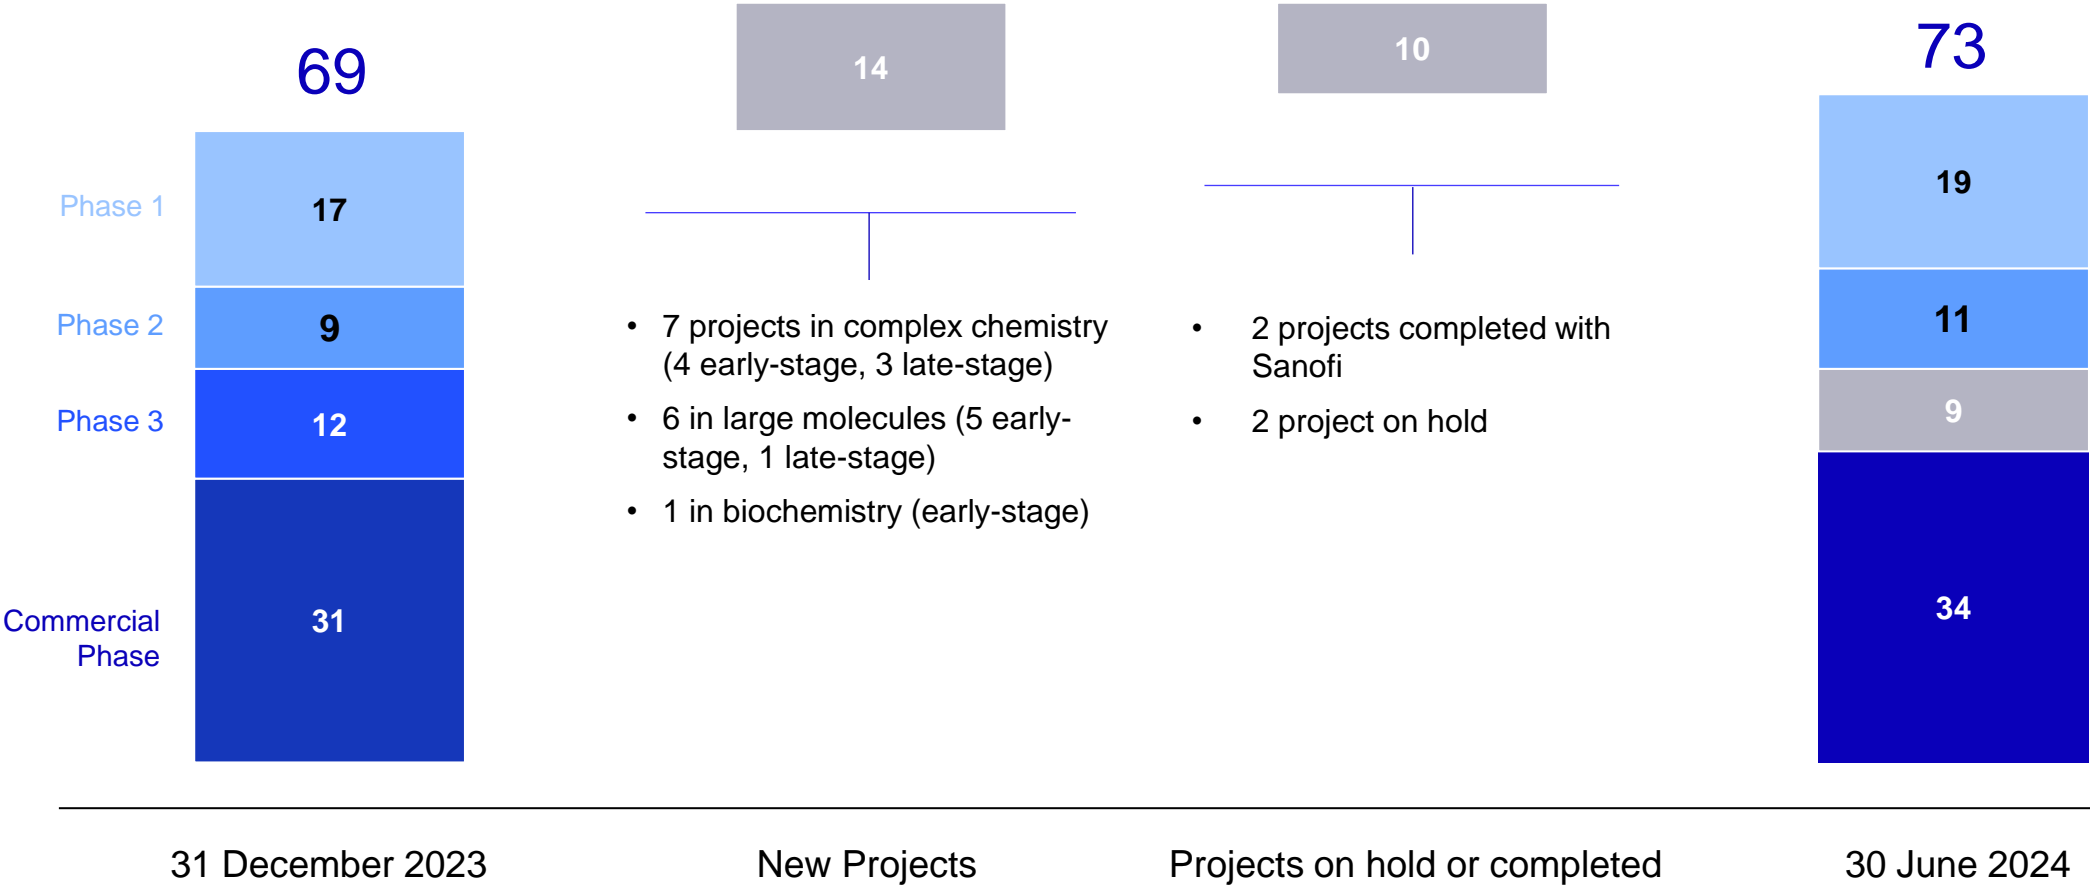 69
14
10
73
Phase 1
17
19
Phase 2
9
11
Phase 3
12
9
Commercial
Phase
31
34
• 7 projects in complex chemistry
(4 early-stage, 3 late-stage)
• 6 in large molecules (5 early-
stage, 1 late-stage)
• 1 in biochemistry (early-stage)
• 2 projects completed with
Sanofi
• 2 project on hold
31 December 2023
New Projects
Projects on hold or completed
30 June 2024